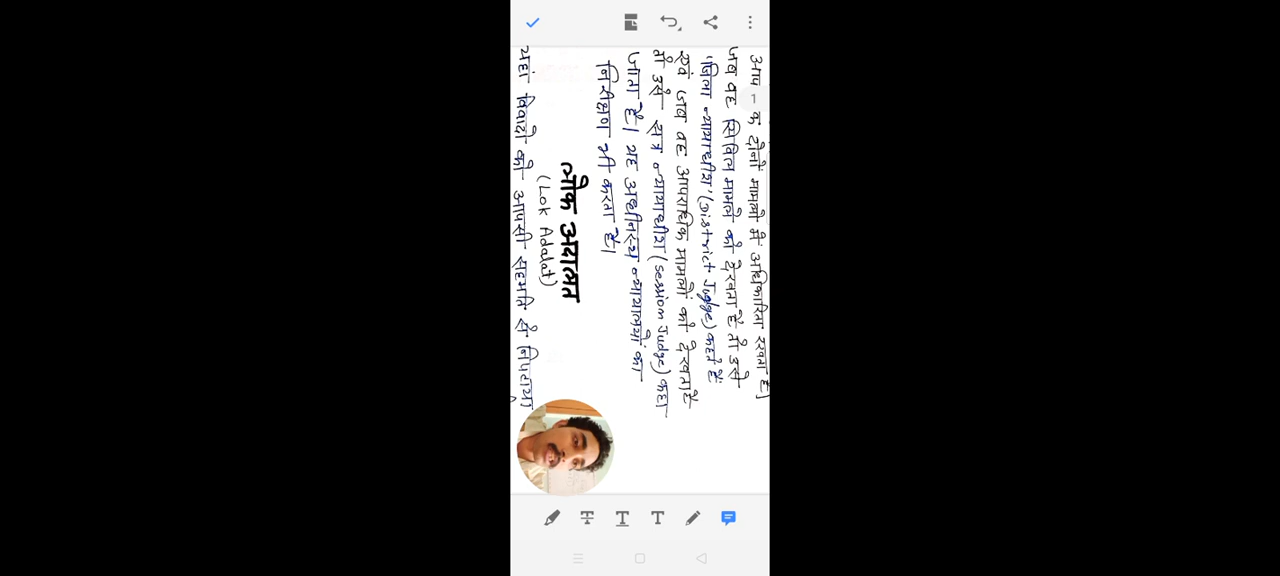 आप - क दोनों मामलों में अधिकारिता रखता है।
जब वह सिविल मामले को देखता है तो उसे
'जिला न्यायाधीश' (District Judge) कहते हैं
एवं जब वह आपराधिक मामलों को देखता है
तो उसे सत्र न्यायाधीश (Session Judge) कहा
जाता है। यह अधीनस्थ न्यायालयों का
निरीक्षण भी करता है।
लोक अदालत
(Lok Adalat)
यहां विवादों को आपसी सहमति से निपटाया